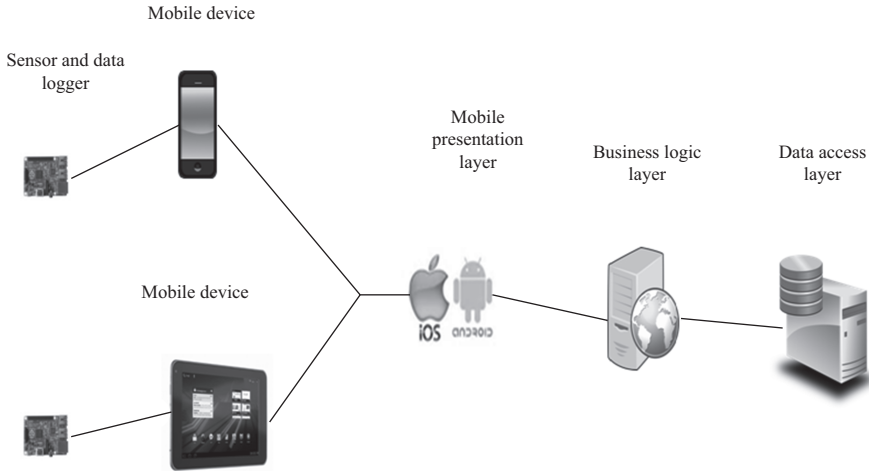 Mobile device
Sensor and data
logger
Mobile
presentation
layer
Business logic
layer
Data access
layer
Mobile device
iOS
ANDROID